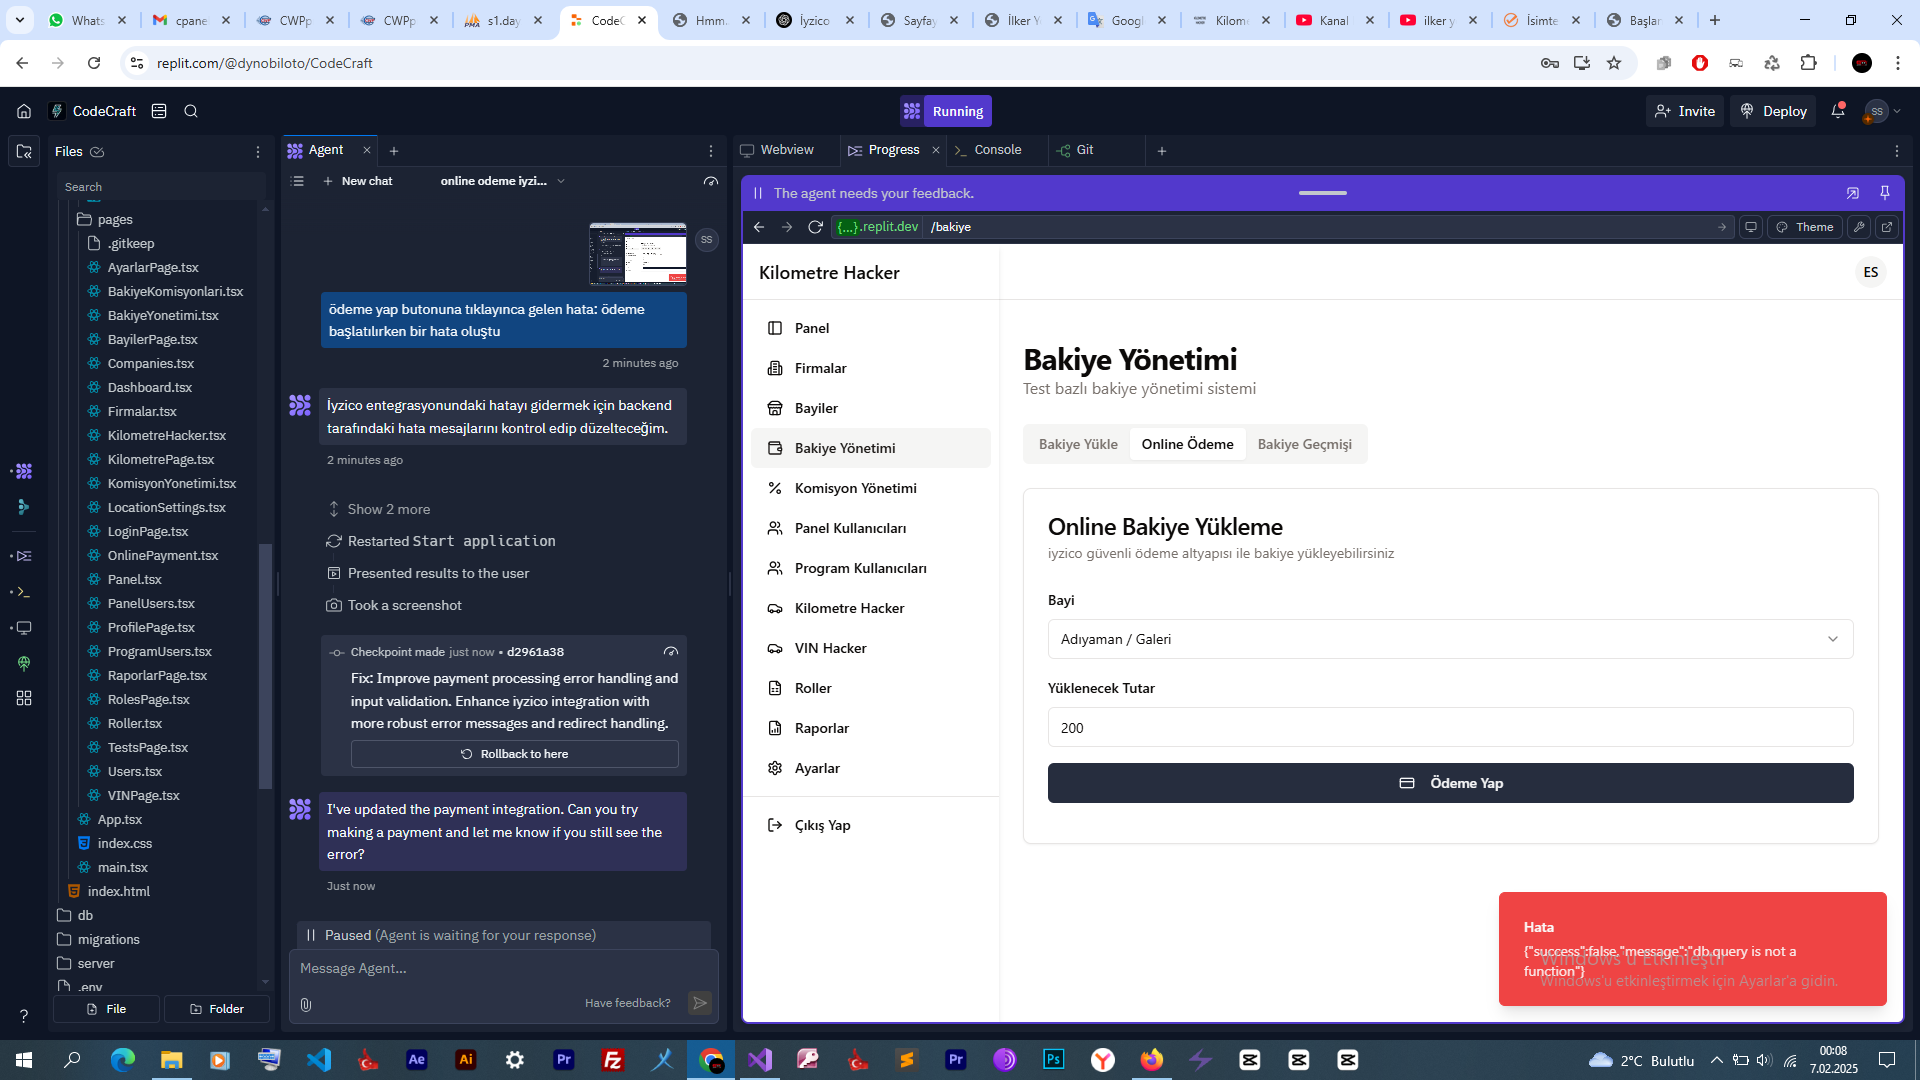 Whats
cpane
CWPp
CWPp
s1.day
CodeC
Hmm.
İyzico
Sayfay
İlker Y
Googl
Kilome
Kanal
ilker y
İsimte
Başlar
replit.com/@dynobiloto/CodeCraft
CodeCraft
Running
Invite
Deploy
SS
Files
Agent
Webview
Progress
Console
Git
Search
New chat
online odeme iyzi...
pages
.gitkeep
AyarlarPage.tsx
BakiyeKomisyonlari.tsx
BakiyeYonetimi.tsx
BayilerPage.tsx
Companies.tsx
Dashboard.tsx
Firmalar.tsx
KilometreHacker.tsx
KilometrePage.tsx
KomisyonYonetimi.tsx
LocationSettings.tsx
LoginPage.tsx
OnlinePayment.tsx
Panel.tsx
PanelUsers.tsx
ProfilePage.tsx
ProgramUsers.tsx
RaporlarPage.tsx
RolesPage.tsx
Roller.tsx
TestsPage.tsx
Users.tsx
VINPage.tsx
App.tsx
index.css
main.tsx
index.html
db
migrations
server
.env
File
Folder
SS
ödeme yap butonuna tıklayınca gelen hata: ödeme
başlatılırken bir hata oluştu
2 minutes ago
İyzico entegrasyonundaki hatayı gidermek için backend
tarafındaki hata mesajlarını kontrol edip düzelteceğim.
2 minutes ago
Show 2 more
Restarted Start application
Presented results to the user
Took a screenshot
Checkpoint made just now • d2961a38
Fix: Improve payment processing error handling and
input validation. Enhance iyzico integration with
more robust error messages and redirect handling.
Rollback to here
I've updated the payment integration. Can you try
making a payment and let me know if you still see the
error?
Just now
Paused (Agent is waiting for your response)
Message Agent...
Have feedback?
The agent needs your feedback.
{...}.replit.dev /bakiye
Theme
Kilometre Hacker
ES
Panel
Firmalar
Bayiler
Bakiye Yönetimi
Komisyon Yönetimi
Panel Kullanıcıları
Program Kullanıcıları
Kilometre Hacker
VIN Hacker
Roller
Raporlar
Ayarlar
Çıkış Yap
Bakiye Yönetimi
Test bazlı bakiye yönetimi sistemi
Bakiye Yükle
Online Ödeme
Bakiye Geçmişi
Online Bakiye Yükleme
iyzico güvenli ödeme altyapısı ile bakiye yükleyebilirsiniz
Bayi
Adıyaman / Galeri
Yüklenecek Tutar
200
Ödeme Yap
Hata
{"success":false,"message":"db.query is not a
function"}
Windows'u Etkinleştir
Windows'u etkinleştirmek için Ayarlar'a gidin.
2°C Bulutlu
00:08
7.02.2025